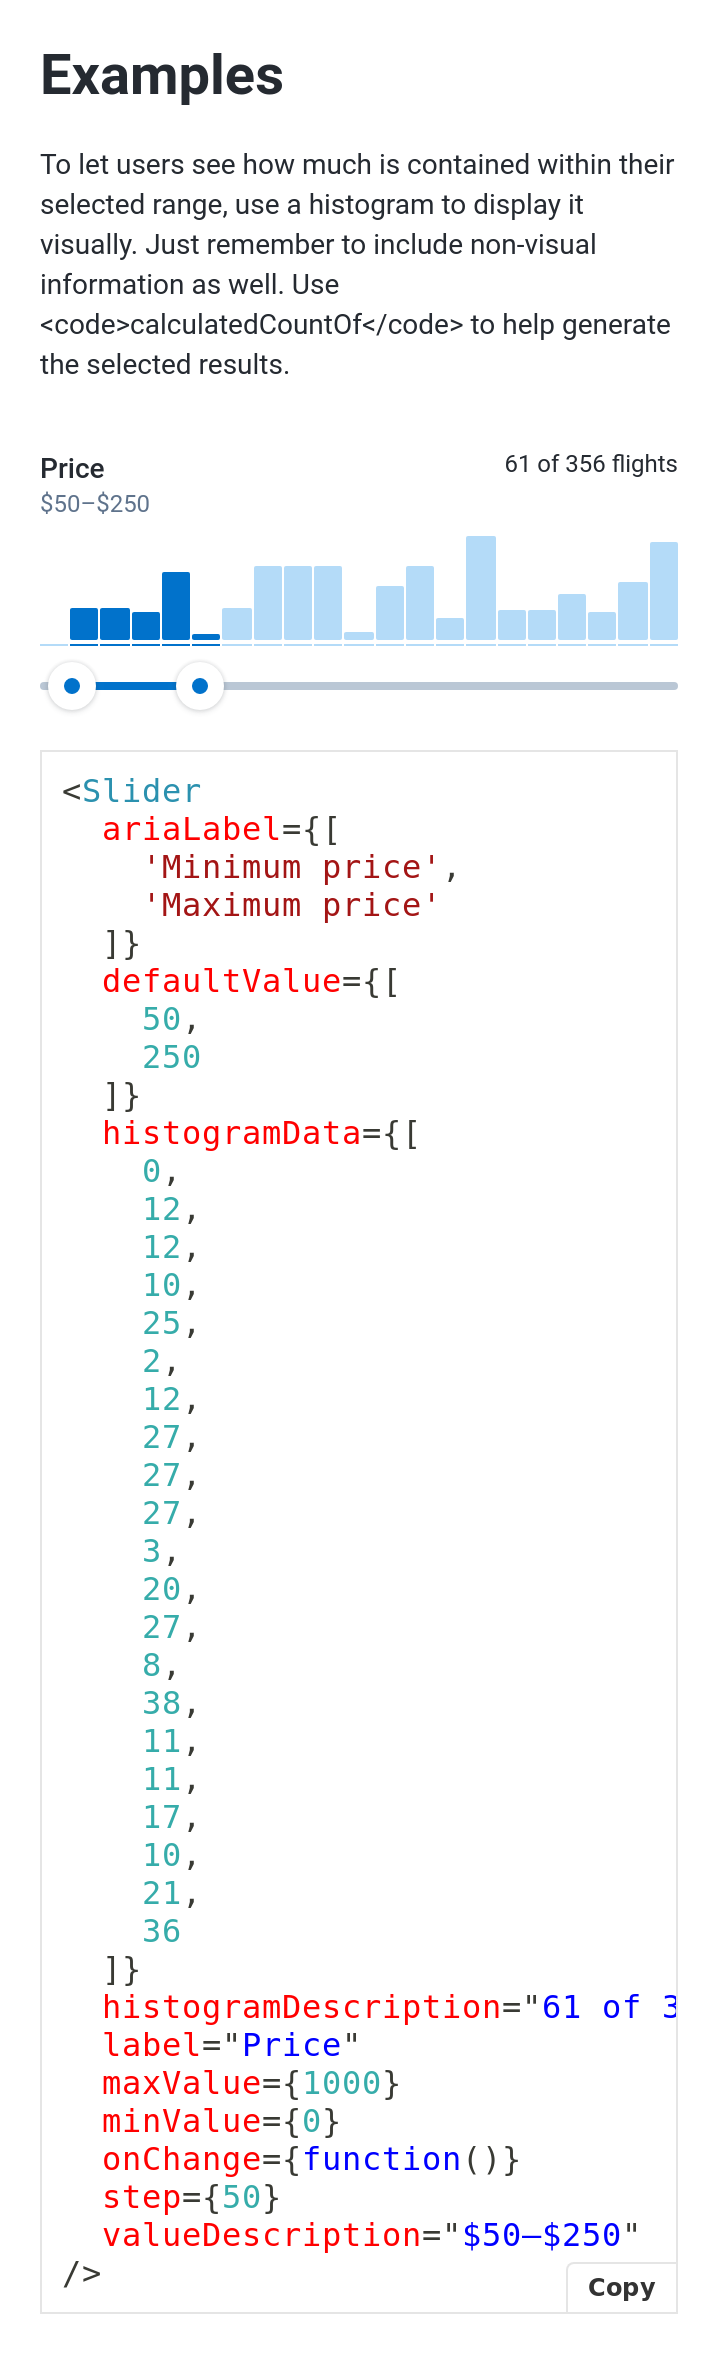 Examples
To let users see how much is contained within their
selected range, use a histogram to display it
visually. Just remember to include non-visual
information as well. Use
<code>calculatedCountOf</code> to help generate
the selected results.
Price
61 of 356 flights
$50–$250
<Slider
  ariaLabel={[
    'Minimum price',
    'Maximum price'
  ]}
  defaultValue={[
    50,
    250
  ]}
  histogramData={[
    0,
    12,
    12,
    10,
    25,
    2,
    12,
    27,
    27,
    27,
    3,
    20,
    27,
    8,
    38,
    11,
    11,
    17,
    10,
    21,
    36
  ]}
  histogramDescription="61 of 3
  label="Price"
  maxValue={1000}
  minValue={0}
  onChange={function()}
  step={50}
  valueDescription="$50–$250"
/>
Copy